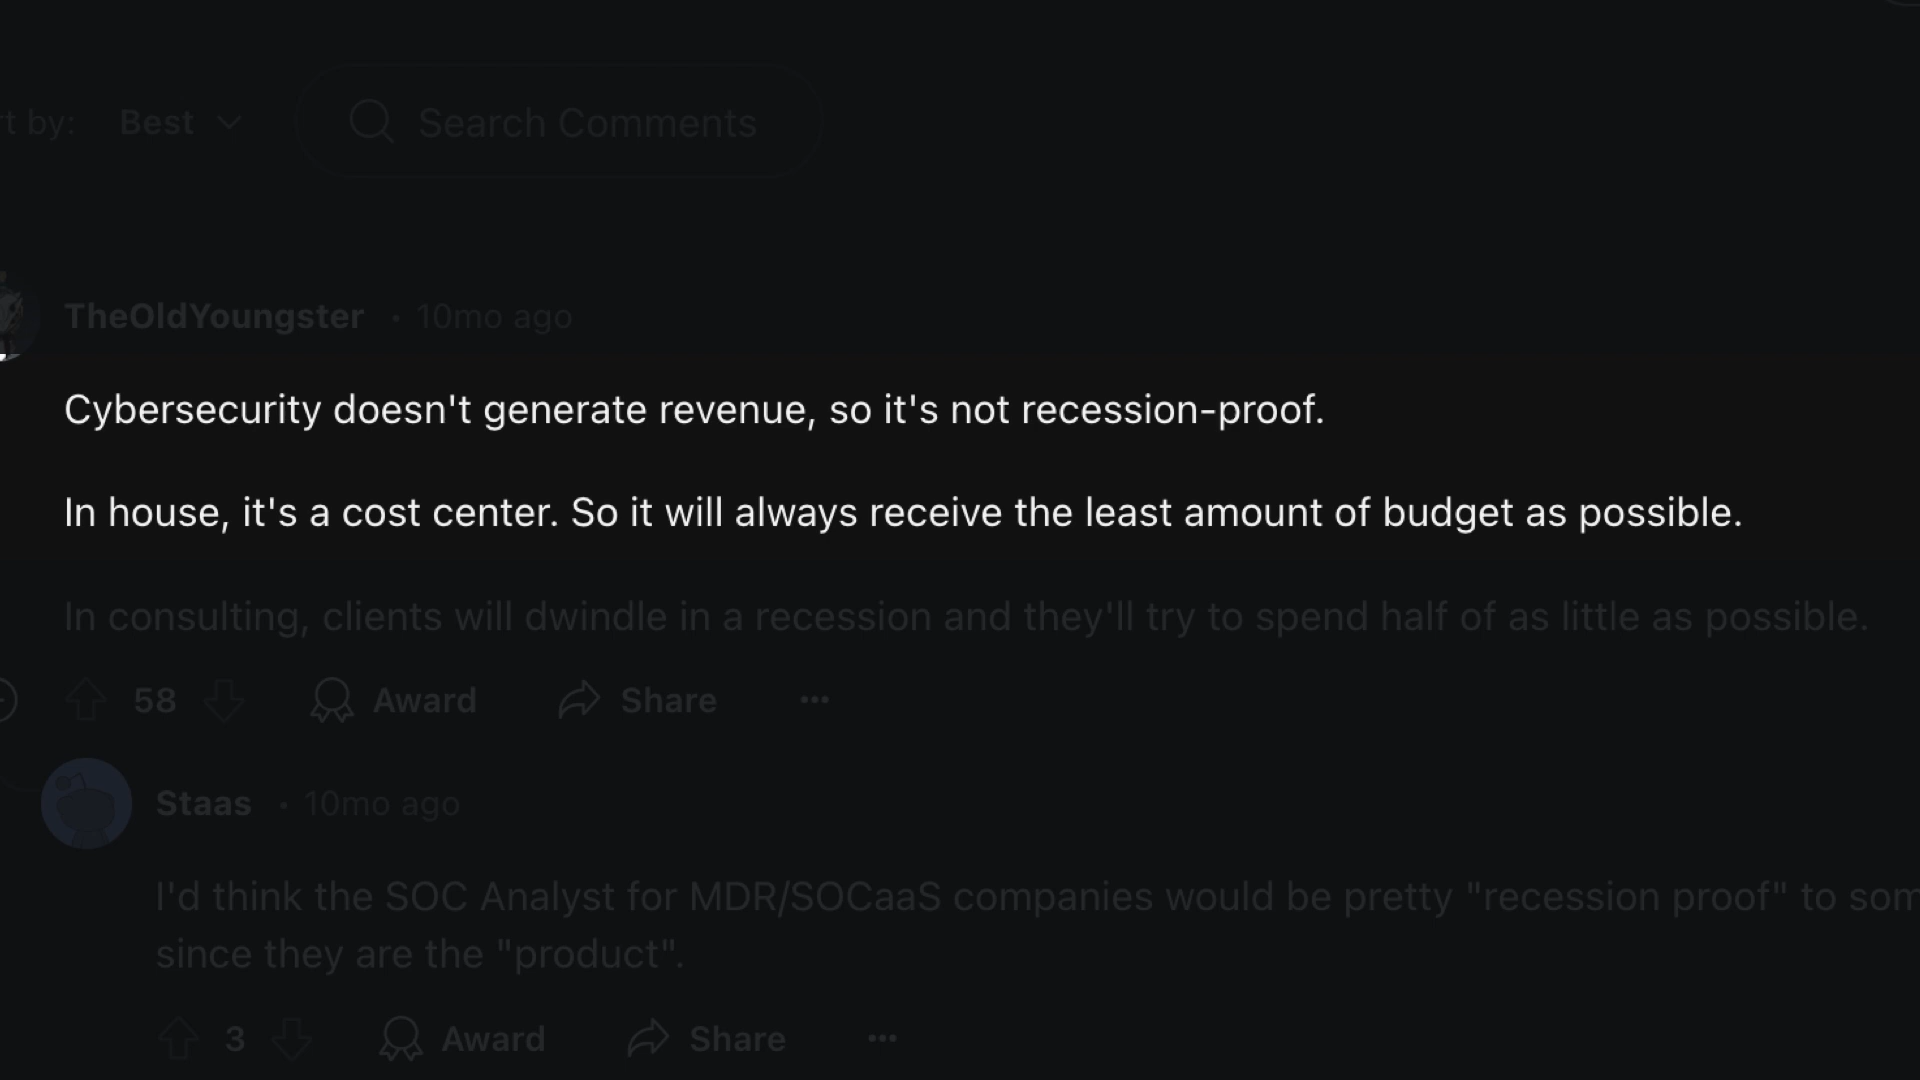 rt by: Best Search Comments
TheOldYoungster • 10mo ago
Cybersecurity doesn't generate revenue, so it's not recession-proof.
In house, it's a cost center. So it will always receive the least amount of budget as possible.
In consulting, clients will dwindle in a recession and they'll try to spend half of as little as possible.
58 Award Share ...
Staas • 10mo ago
I'd think the SOC Analyst for MDR/SOCaaS companies would be pretty "recession proof" to som
since they are the "product".
3 Award Share ...